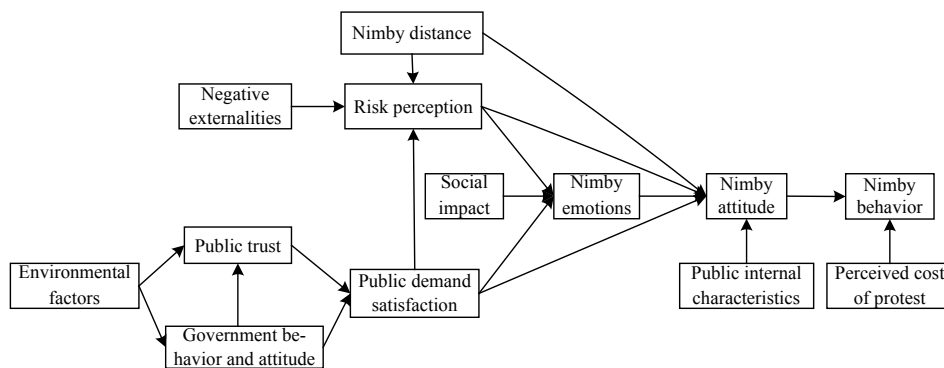 Nimby distance
Negative
externalities
Risk perception
Social
impact
Nimby
emotions
Nimby
attitude
Nimby
behavior
Public trust
Environmental
factors
Public demand
satisfaction
Public internal
characteristics
Perceived cost
of protest
Government be-
havior and attitude